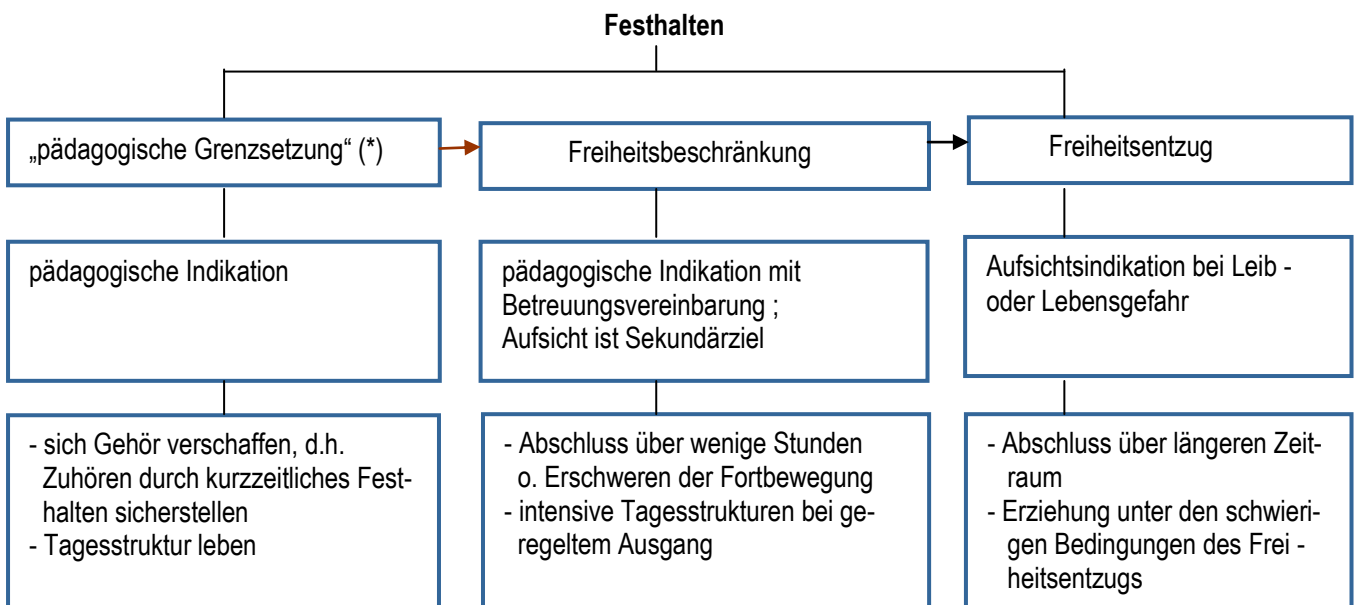 Festhalten
„pädagogische Grenzsetzung“ (*)
Freiheitsbeschränkung
Freiheitsentzug
pädagogische Indikation
pädagogische Indikation mit
Betreuungsvereinbarung ;
Aufsicht ist Sekundärziel
Aufsichtsindikation bei Leib -
oder Lebensgefahr
- sich Gehör verschaffen, d.h.
Zuhören durch kurzzeitliches Fest-
halten sicherstellen
- Tagesstruktur leben
- Abschluss über wenige Stunden
o. Erschweren der Fortbewegung
- intensive Tagesstrukturen bei ge-
regeltem Ausgang
- Abschluss über längeren Zeit-
raum
- Erziehung unter den schwieri-
gen Bedingungen des Frei -
heitsentzugs